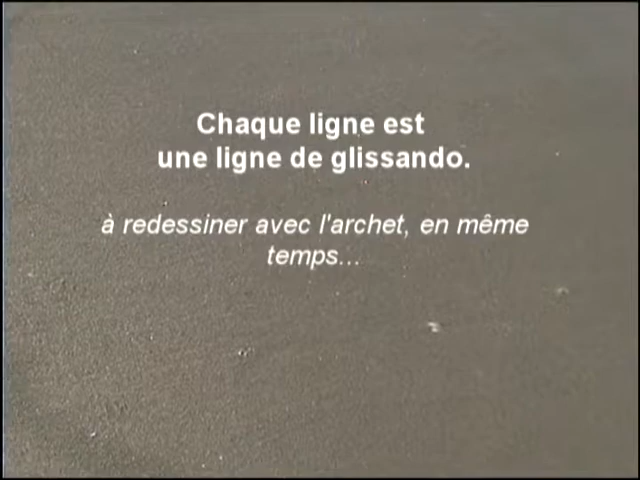 Chaque ligne est
une ligne de glissando.
à redessiner avec l'archet, en même
temps...